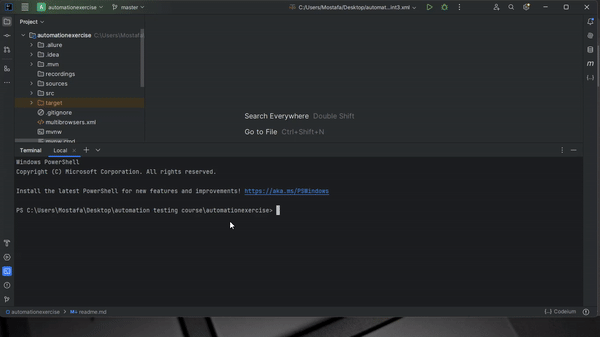 A automationexercise
master
C:/Users/Mostafa/Desktop/automat...int3.xml
Project
automationexercise C:\Users\Mostafa\
.allure
.idea
.mvn
recordings
sources
src
target
.gitignore
multibrowsers.xml
mvnw
mvnw.cmd
Search Everywhere Double Shift
Go to File Ctrl+Shift+N
Terminal Local
Windows PowerShell
Copyright (C) Microsoft Corporation. All rights reserved.
Install the latest PowerShell for new features and improvements! https://aka.ms/PSWindows
PS C:\Users\Mostafa\Desktop\automation testing course\automationexercise>
automationexercise > readme.md
{..} Codeium